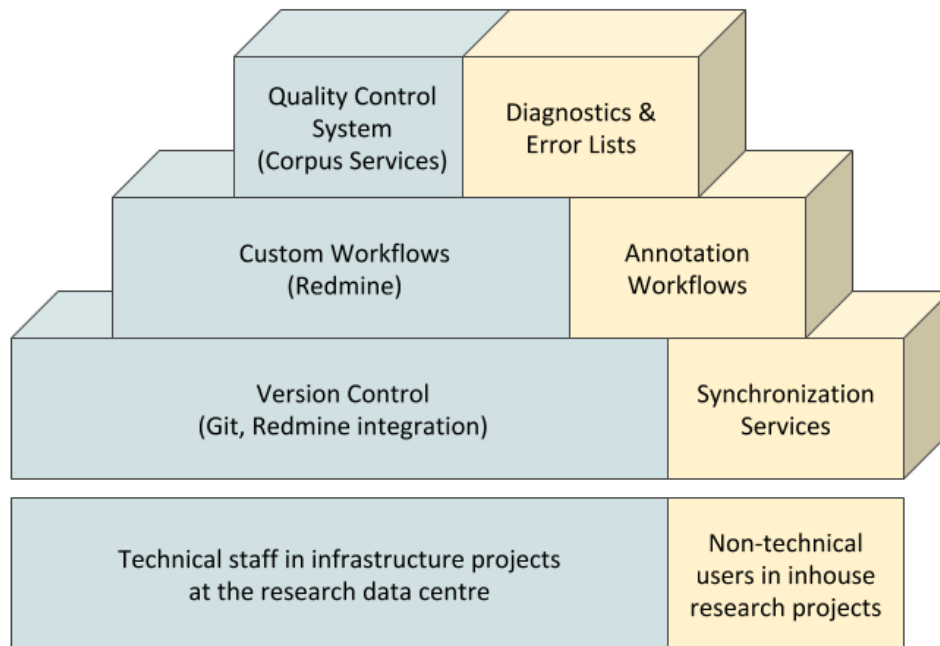 Quality Control
System
(Corpus Services)
Diagnostics &
Error Lists
Custom Workflows
(Redmine)
Annotation
Workflows
Version Control
(Git, Redmine integration)
Synchronization
Services
Technical staff in infrastructure projects
at the research data centre
Non-technical
users in inhouse
research projects